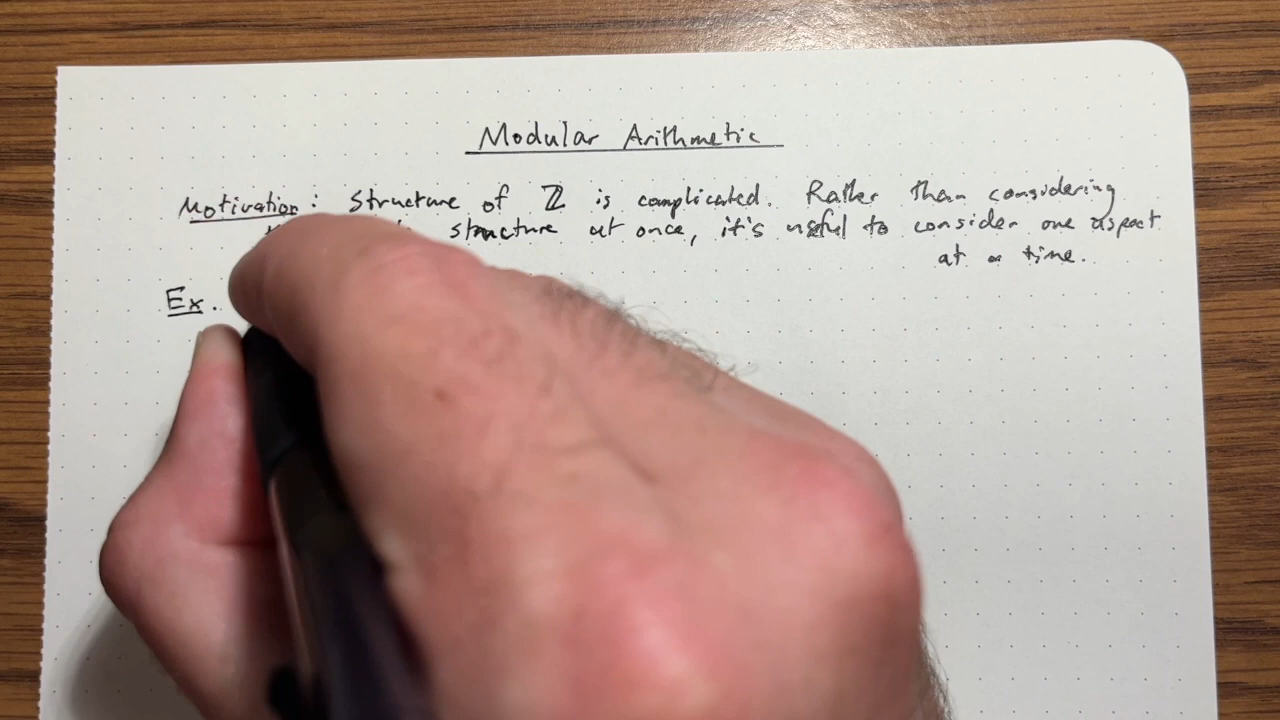 Modular Arithmetic
Motivation: Structure of ℤ is complicated. Rather than considering
structure at once, it's useful to consider one aspect
at a time.
Ex.